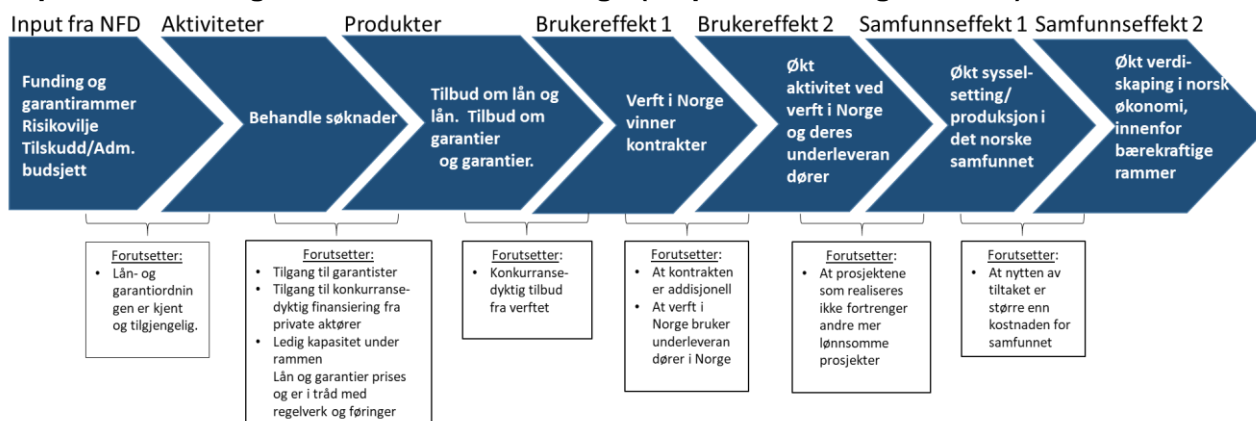 Input fra NFD
Aktiviteter
Produkter
Brukereffekt 1
Brukereffekt 2
Samfunnseffekt 1
Samfunnseffekt 2
Funding og
garantirammer
Risikovilje
Tilskudd/Adm.
budsjett
Behandle søknader
Tilbud om lån og
lån. Tilbud om
garantier
og garantier.
Verft i Norge
vinner
kontrakter
Økt
aktivitet ved
verft i Norge
og deres
underleveran
dører
Økt syssel-
setting/
produksjon i
det norske
samfunnet
Økt verdi-
skaping i norsk
økonomi,
innenfor
bærekraftige
rammer
Forutsetter:
• Lån- og
garantiordnin
gen er kjent
og tilgjengelig.
Forutsetter:
• Tilgang til garantister
• Tilgang til konkurranse-
dyktig finansiering fra
private aktører
• Ledig kapasitet under
rammen
Lån og garantier prises
og er i tråd med
regelverk og føringer
Forutsetter:
• Konkurranse-
dyktig tilbud
fra verftet
Forutsetter:
• At kontrakten
er addisjonell
• At verft i
Norge bruker
underleveran
dører i Norge
Forutsetter:
• At prosjektene
som realiseres
ikke fortrenger
andre mer
lønnsomme
prosjekter
Forutsetter:
• At nytten av
tiltaket er
større enn
kostnaden for
samfunnet